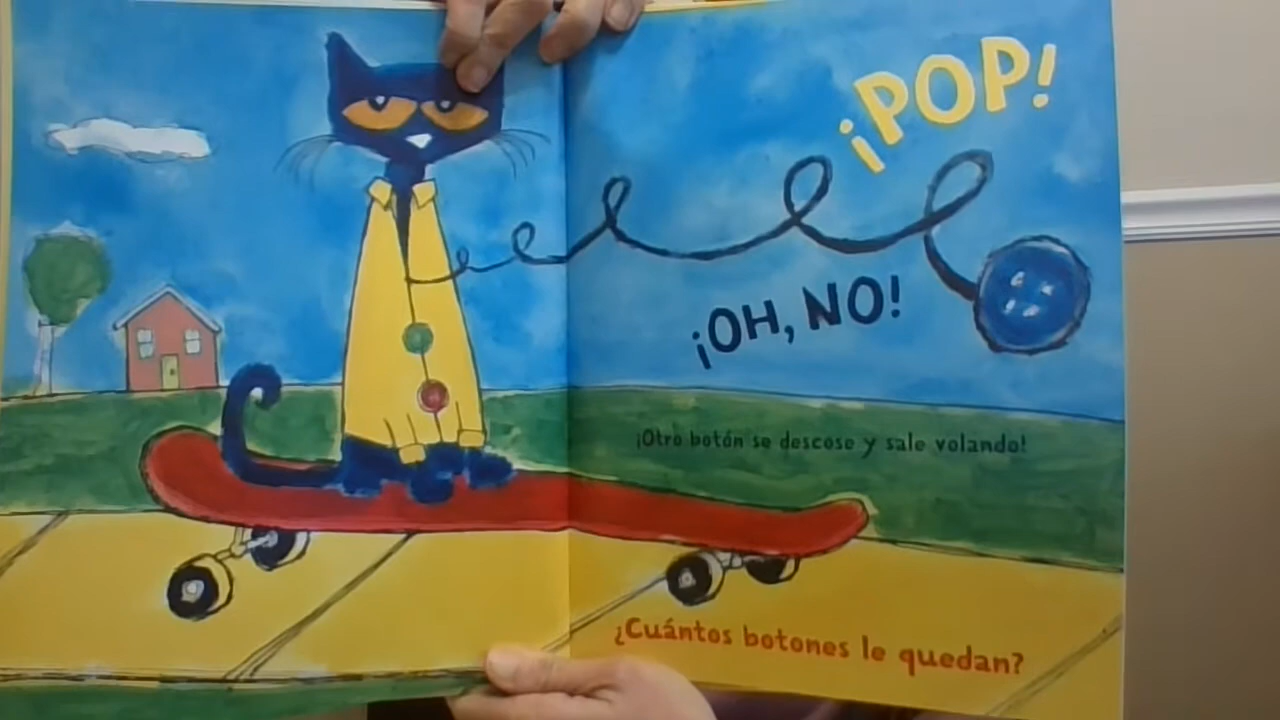 ¡POP!
¡OH, NO!
¡Otro botón se descose y sale volando!
¿Cuántos botones le quedan?